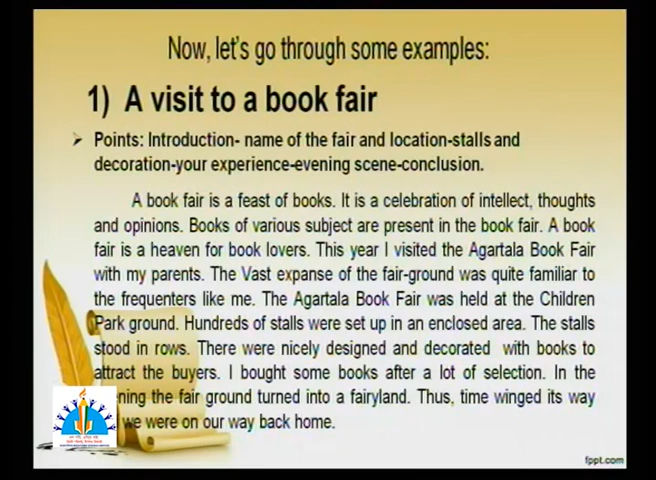 Now, let's go through some examples:
1) A visit to a book fair
Points: Introduction- name of the fair and location-stalls and
decoration-your experience-evening scene-conclusion.
A book fair is a feast of books. It is a celebration of intellect, thoughts
and opinions. Books of various subject are present in the book fair. A book
fair is a heaven for book lovers. This year I visited the Agartala Book Fair
with my parents. The Vast expanse of the fair-ground was quite familiar to
the frequenters like me. The Agartala Book Fair was held at the Children
Park ground. Hundreds of stalls were set up in an enclosed area. The stalls
stood in rows. There were nicely designed and decorated with books to
attract the buyers. I bought some books after a lot of selection. In the
ening the fair ground turned into a fairyland. Thus, time winged its way
we were on our way back home.
fppt.com